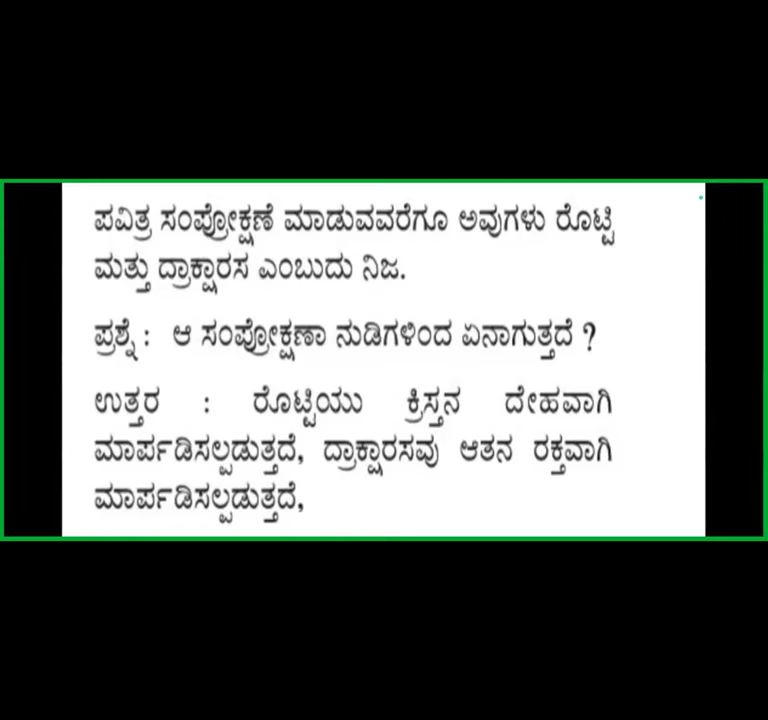 ಪವಿತ್ರ ಸಂಪ್ರೋಕ್ಷಣೆ ಮಾಡುವವರೆಗೂ ಅವುಗಳು ರೊಟ್ಟಿ
ಮತ್ತು ದ್ರಾಕ್ಷಾರಸ ಎಂಬುದು ನಿಜ.
ಪ್ರಶ್ನೆ : ಆ ಸಂಪ್ರೋಕ್ಷಣಾ ನುಡಿಗಳಿಂದ ಏನಾಗುತ್ತದೆ ?
ಉತ್ತರ : ರೊಟ್ಟಿಯು ಕ್ರಿಸ್ತನ ದೇಹವಾಗಿ
ಮಾರ್ಪಡಿಸಲ್ಪಡುತ್ತದೆ, ದ್ರಾಕ್ಷಾರಸವು ಆತನ ರಕ್ತವಾಗಿ
ಮಾರ್ಪಡಿಸಲ್ಪಡುತ್ತದೆ,